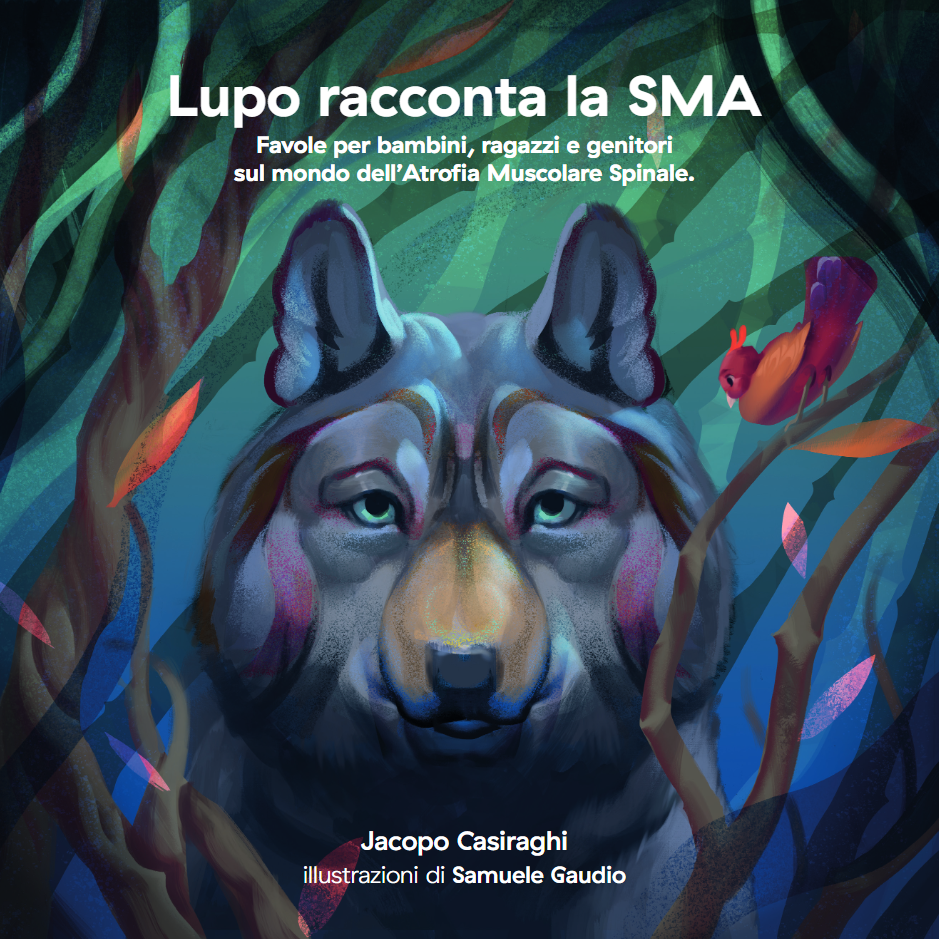 Lupo racconta la SMA
Favole per bambini, ragazzi e genitori
sul mondo dell’Atrofia Muscolare Spinale.
Jacopo Casiraghi
illustrazioni di Samuele Gaudio